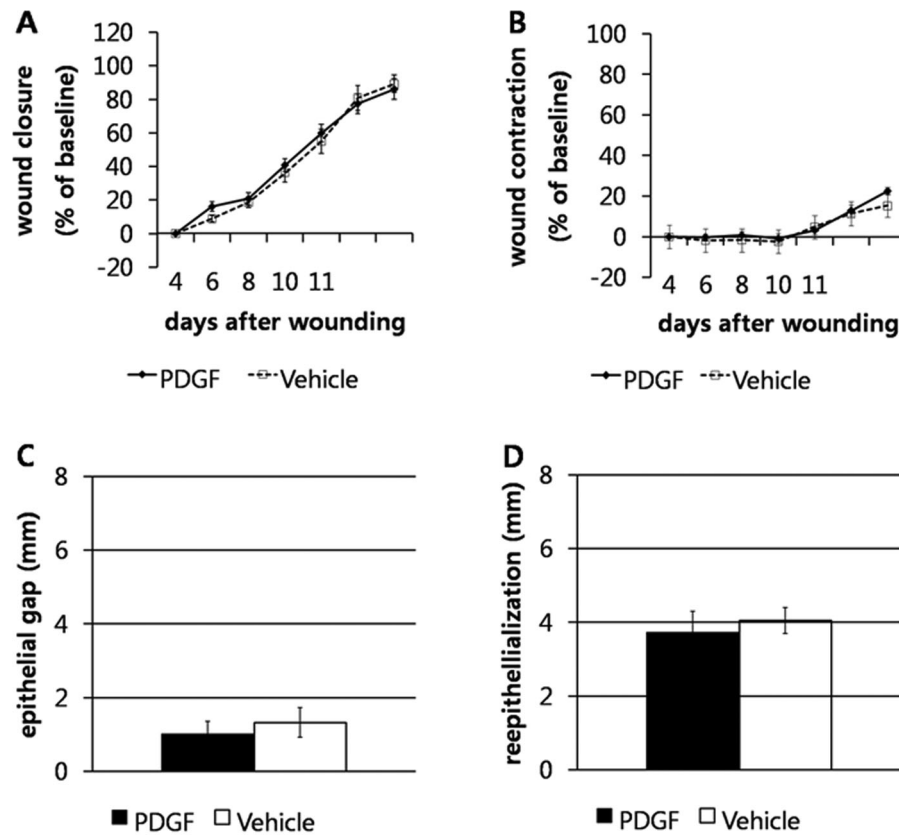 A
wound closure
(% of baseline)
120
100
80
60
40
20
0
-20
4 6 8 10 11
days after wounding
PDGF Vehicle
B
wound contraction
(% of baseline)
100
80
60
40
20
0
-20
4 6 8 10 11
days after wounding
PDGF Vehicle
C
epithelial gap (mm)
8
6
4
2
0
PDGF Vehicle
D
reepithellialization (mm)
8
6
4
2
0
PDGF Vehicle